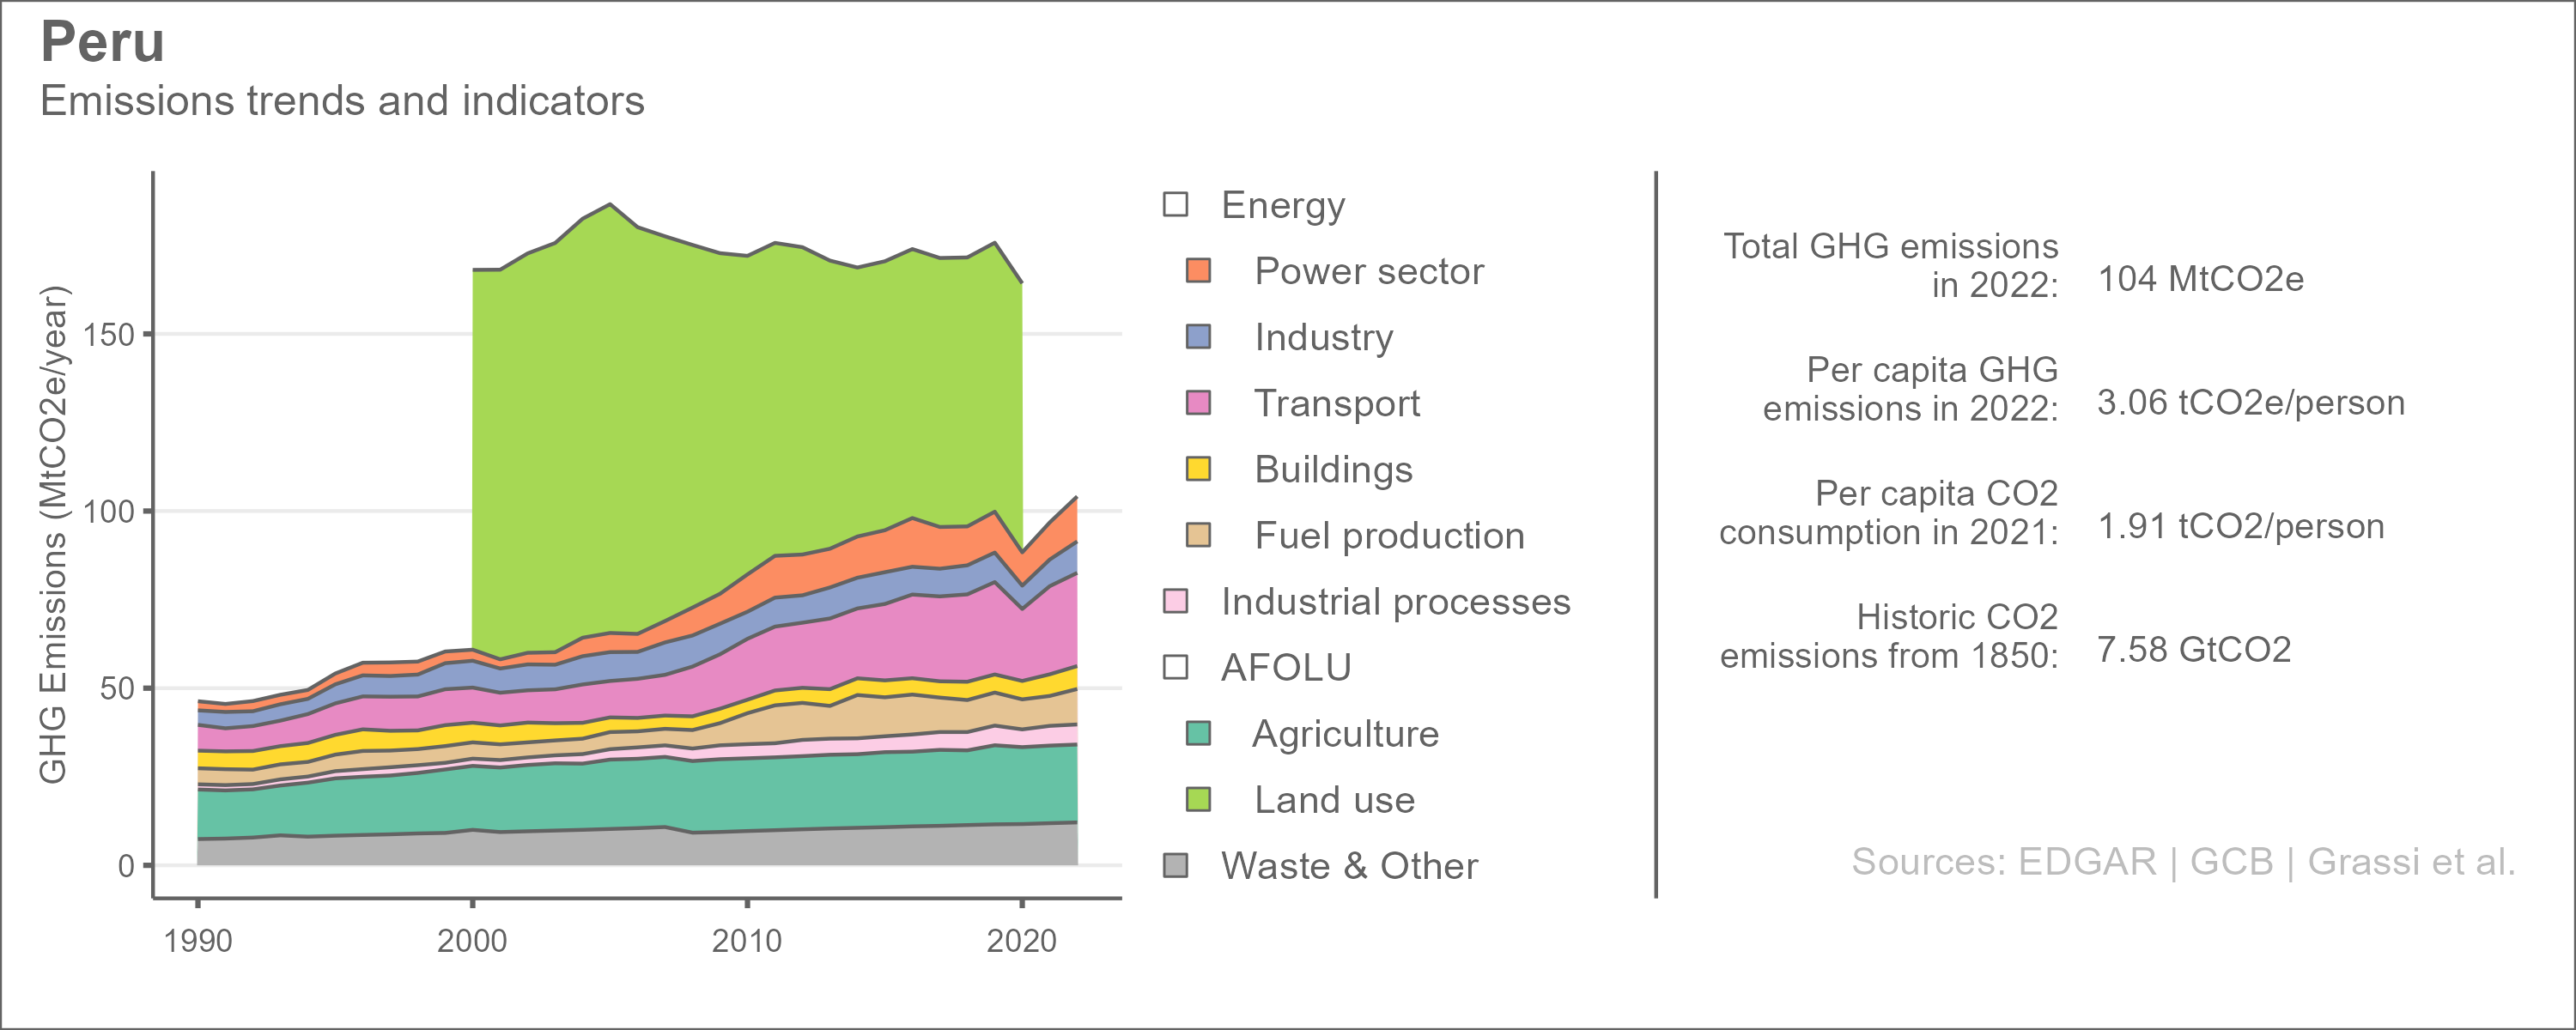 Peru
Emissions trends and indicators
GHG Emissions (MtCO2e/year)
150
100
50
0
1990
2000
2010
2020
Energy
Power sector
Industry
Transport
Buildings
Fuel production
Industrial processes
AFOLU
Agriculture
Land use
Waste & Other
Total GHG emissions
in 2022:
104 MtCO2e
Per capita GHG
emissions in 2022:
3.06 tCO2e/person
Per capita CO2
consumption in 2021:
1.91 tCO2/person
Historic CO2
emissions from 1850:
7.58 GtCO2
Sources: EDGAR | GCB | Grassi et al.